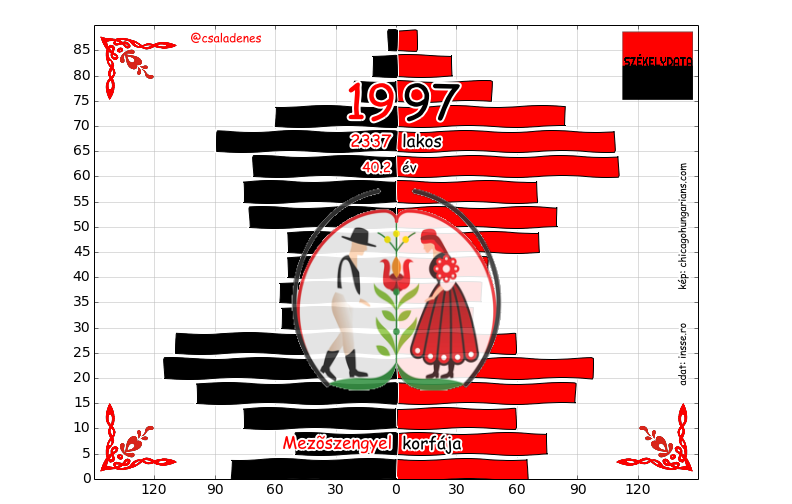 @csaladenes
SZÉKELYDATA
1997
2337 lakos
40.2 év
kép: chicagohungarians.com
adat: insse.ro
Mezõszengyel korfája
85
80
75
70
65
60
55
50
45
40
35
30
25
20
15
10
5
0
120 90 60 30 0 30 60 90 120